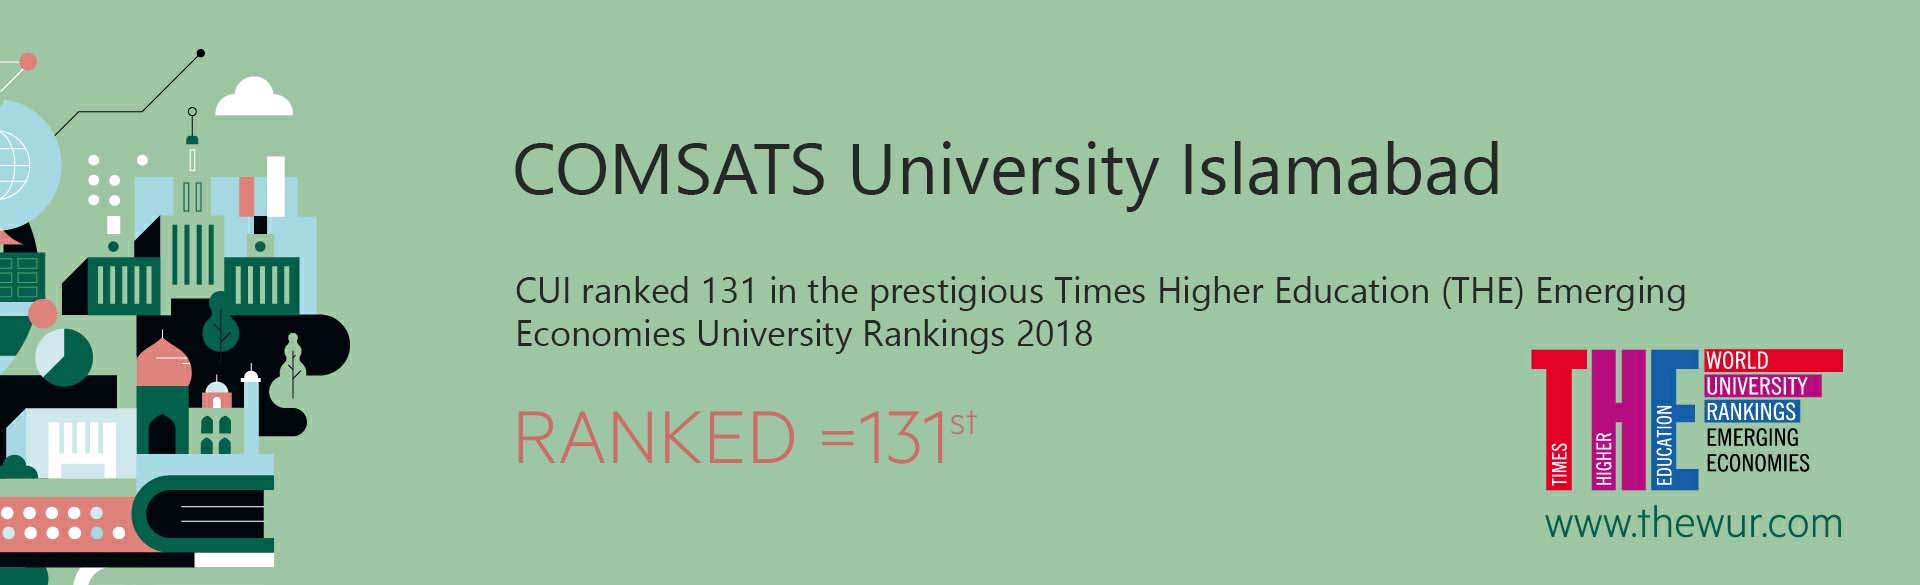 COMSATS University Islamabad
CUI ranked 131 in the prestigious Times Higher Education (THE) Emerging
Economies University Rankings 2018
RANKED =131st
THE
TIMES
HIGHER
EDUCATION
WORLD
UNIVERSITY
RANKINGS
EMERGING
ECONOMIES
www.thewur.com